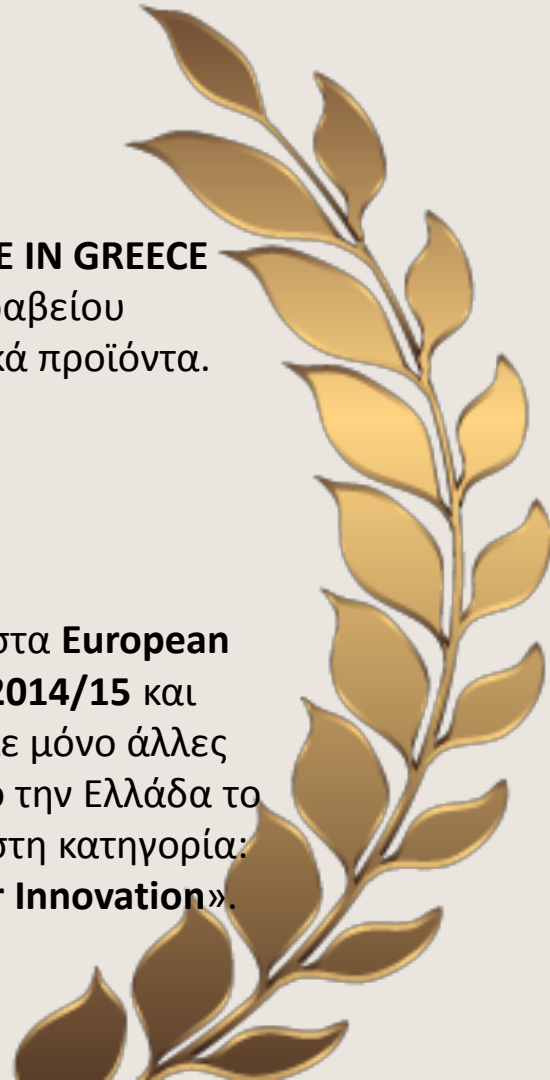 E IN GREECE
ραβείου
κά προϊόντα.
στα European
2014/15 και
ε μόνο άλλες
ο την Ελλάδα το
στη κατηγορία:
r Innovation».